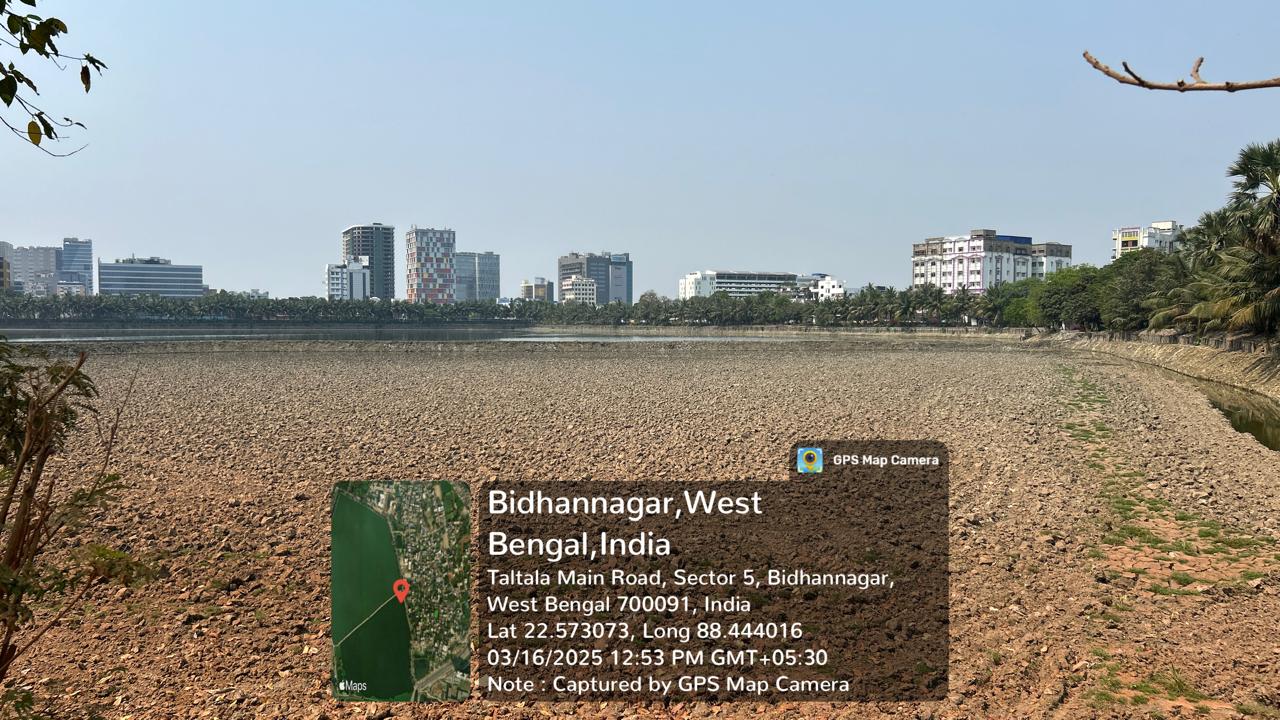 GPS Map Camera
Bidhannagar,West
Bengal,India
Taltala Main Road, Sector 5, Bidhannagar,
West Bengal 700091, India
Lat 22.573073, Long 88.444016
03/16/2025 12:53 PM GMT+05:30
Note : Captured by GPS Map Camera
Maps